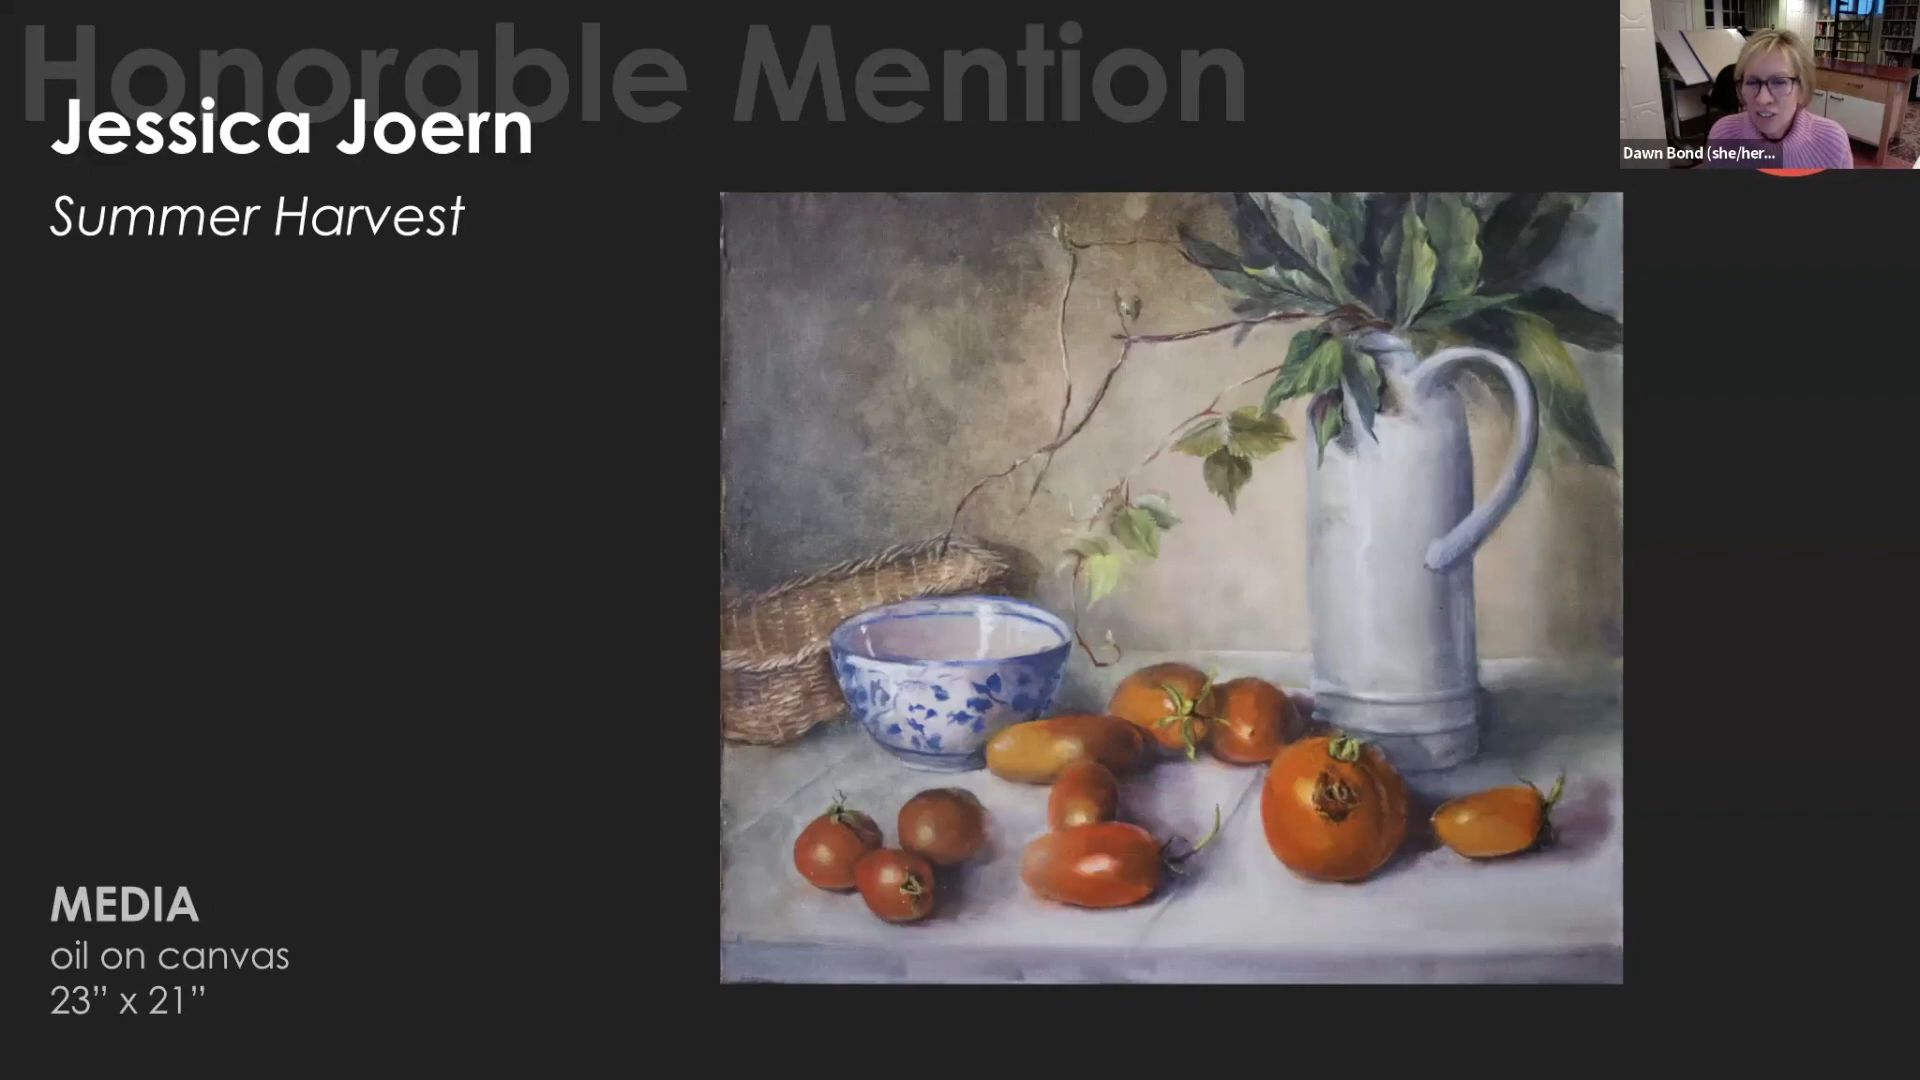 Honorable Mention
Jessica Joern
Summer Harvest
Dawn Bond (she/her...
MEDIA
oil on canvas
23” x 21”